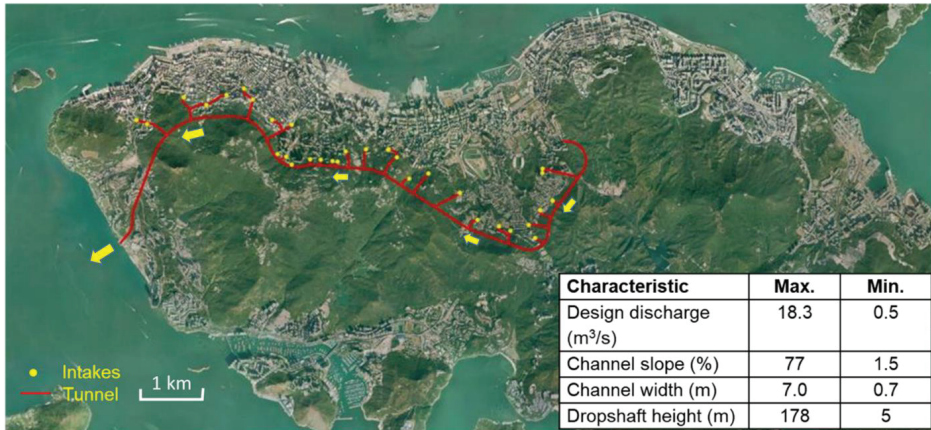 Intakes
Tunnel
1 km
Characteristic Max. Min.
Design discharge 18.3 0.5
(m³/s)
Channel slope (%) 77 1.5
Channel width (m) 7.0 0.7
Dropshaft height (m) 178 5